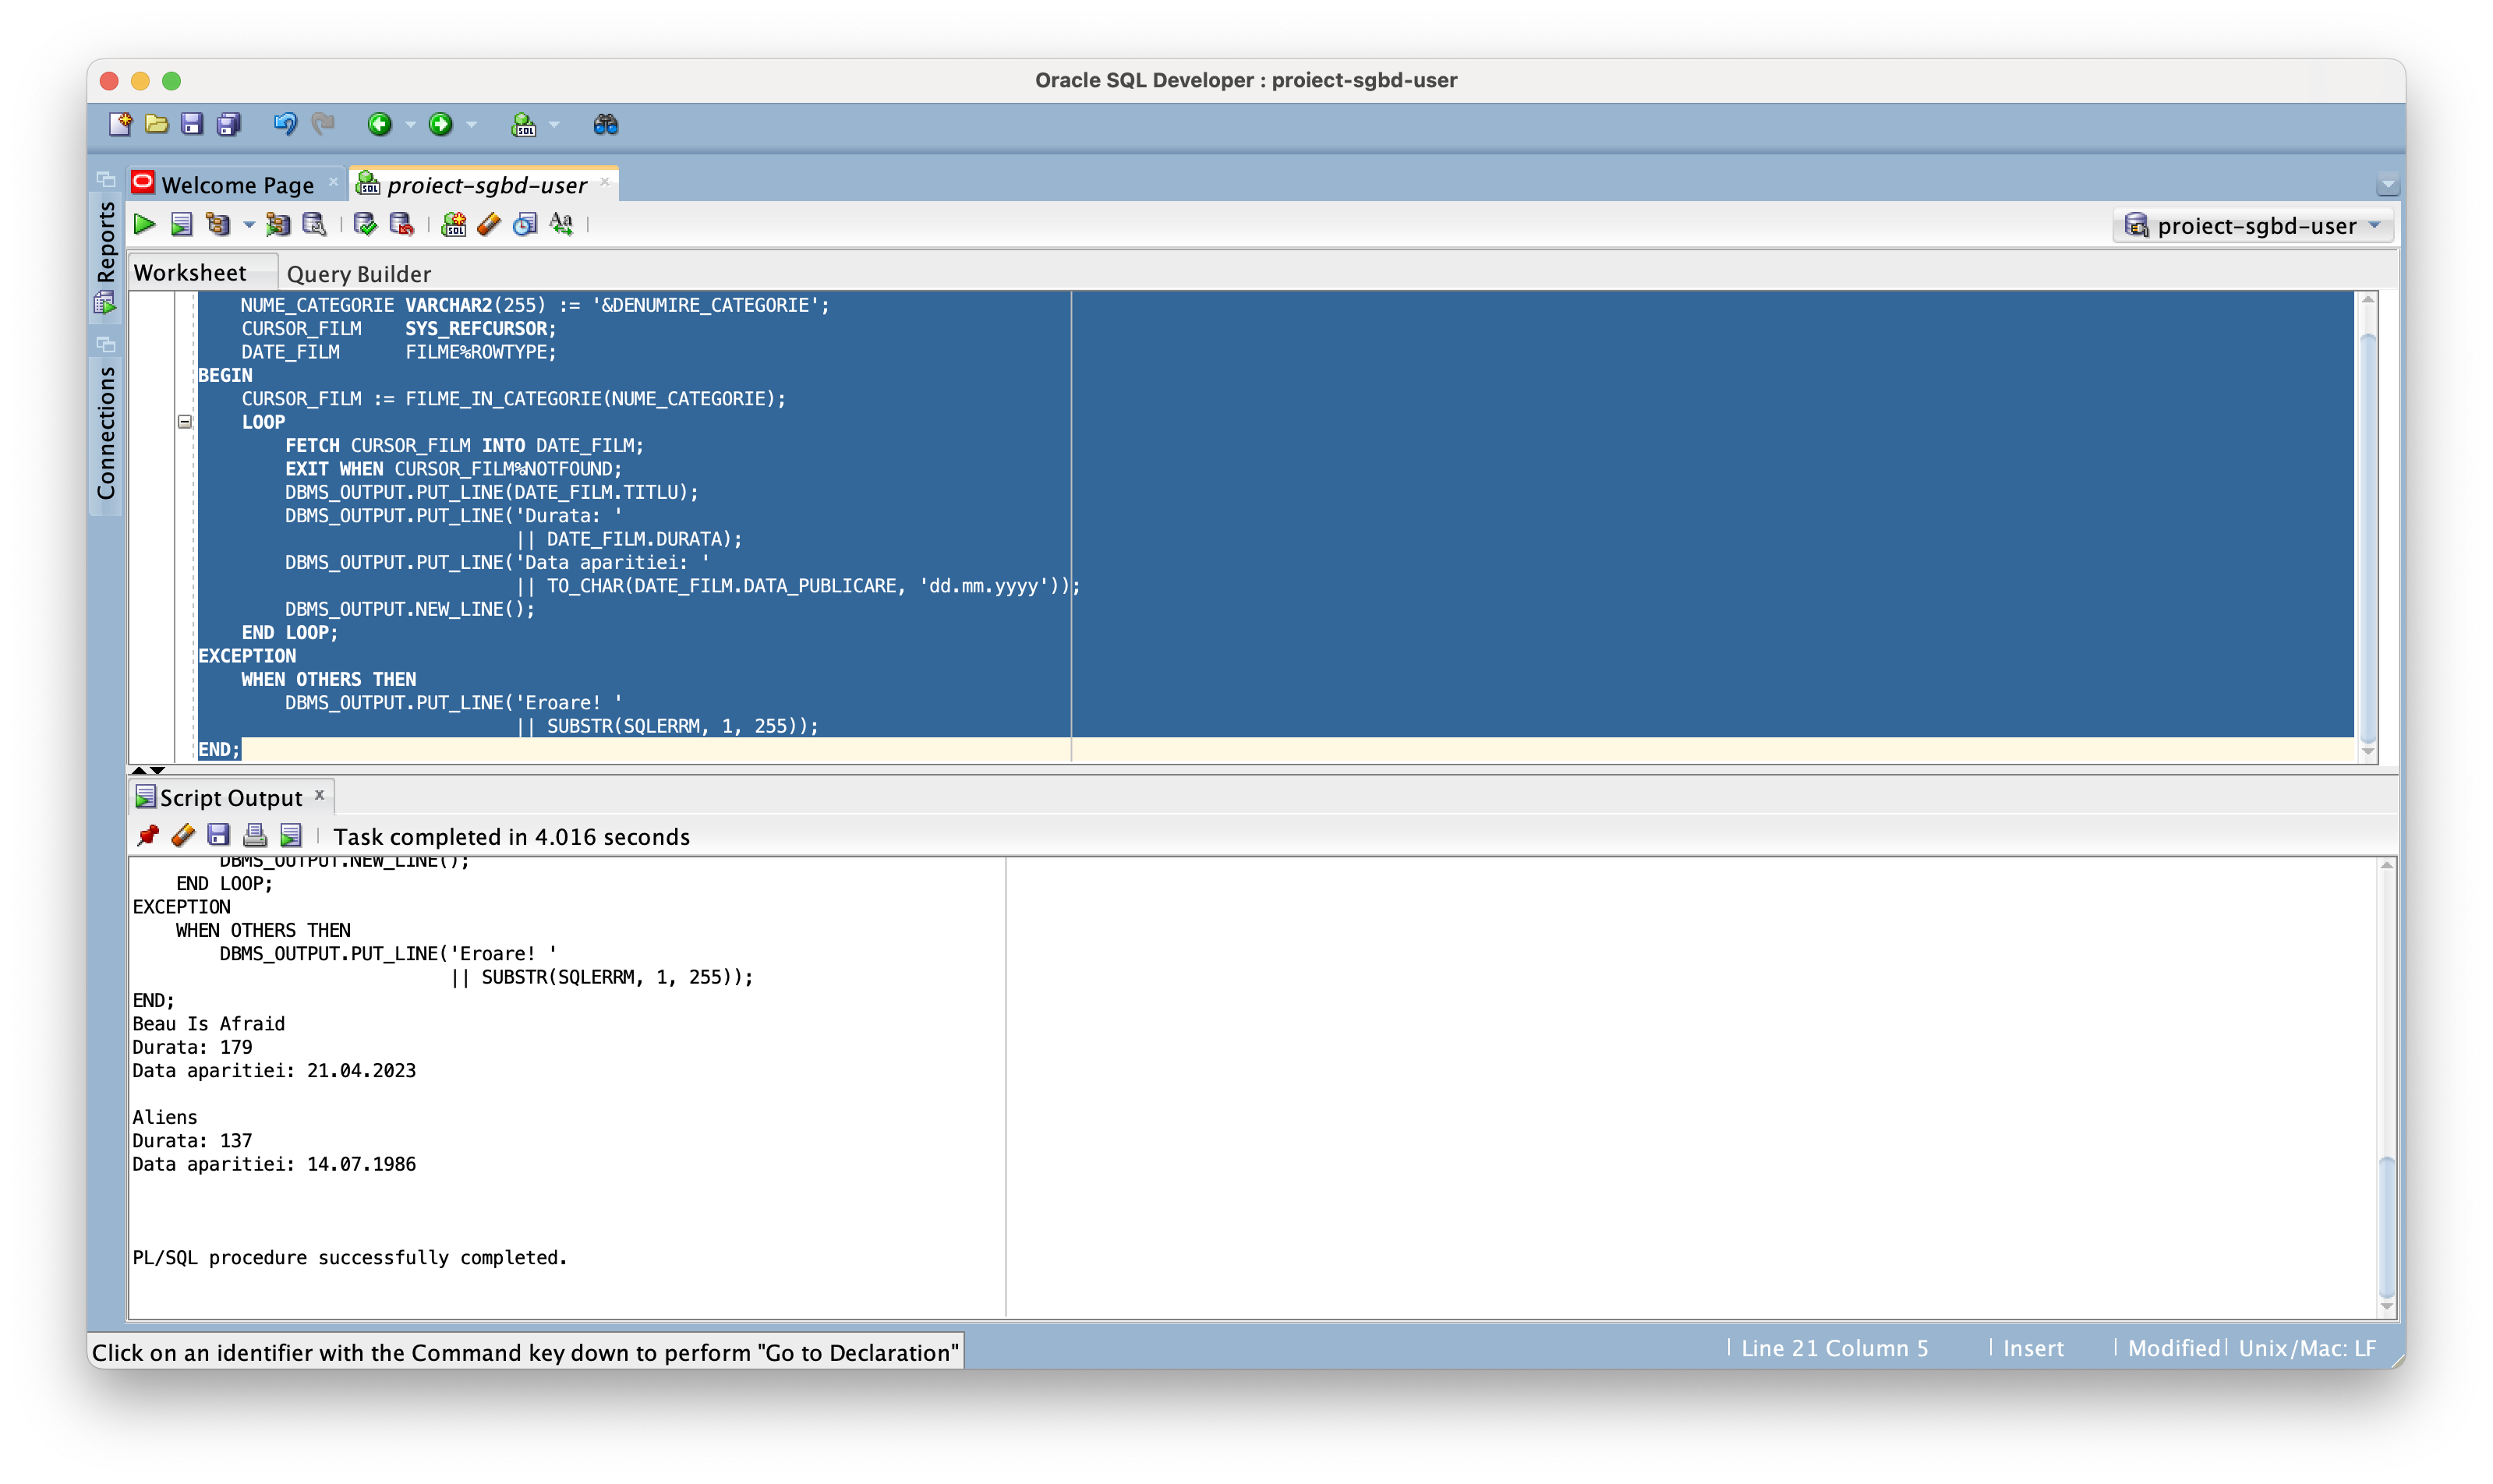 Oracle SQL Developer : proiect-sgbd-user
Reports
Connections
Welcome Page
proiect-sgbd-user
proiect-sgbd-user
Worksheet
Query Builder
NUME_CATEGORIE VARCHAR2(255) := '&DENUMIRE_CATEGORIE';
CURSOR_FILM    SYS_REFCURSOR;
DATE_FILM      FILME%ROWTYPE;
BEGIN
    CURSOR_FILM := FILME_IN_CATEGORIE(NUME_CATEGORIE);
    LOOP
        FETCH CURSOR_FILM INTO DATE_FILM;
        EXIT WHEN CURSOR_FILM%NOTFOUND;
        DBMS_OUTPUT.PUT_LINE(DATE_FILM.TITLU);
        DBMS_OUTPUT.PUT_LINE('Durata: '
                             || DATE_FILM.DURATA);
        DBMS_OUTPUT.PUT_LINE('Data aparitiei: '
                             || TO_CHAR(DATE_FILM.DATA_PUBLICARE, 'dd.mm.yyyy'));
        DBMS_OUTPUT.NEW_LINE();
    END LOOP;
EXCEPTION
    WHEN OTHERS THEN
        DBMS_OUTPUT.PUT_LINE('Eroare! '
                             || SUBSTR(SQLERRM, 1, 255));
END;
Script Output
Task completed in 4.016 seconds
        DBMS_OUTPUT.NEW_LINE();
    END LOOP;
EXCEPTION
    WHEN OTHERS THEN
        DBMS_OUTPUT.PUT_LINE('Eroare! '
                             || SUBSTR(SQLERRM, 1, 255));
END;
Beau Is Afraid
Durata: 179
Data aparitiei: 21.04.2023
Aliens
Durata: 137
Data aparitiei: 14.07.1986
PL/SQL procedure successfully completed.
Click on an identifier with the Command key down to perform "Go to Declaration"
Line 21 Column 5
Insert
Modified
Unix/Mac: LF